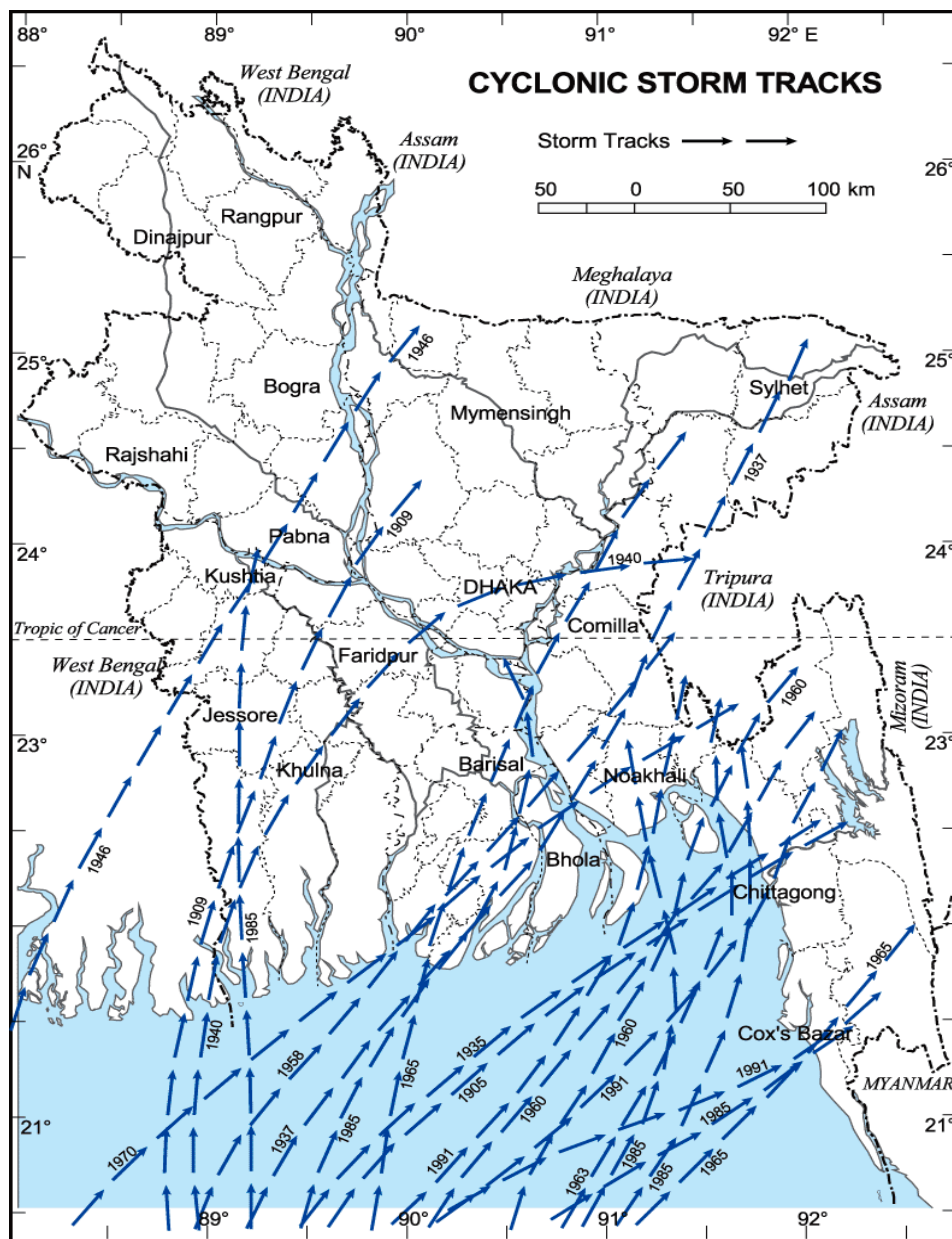 88°
89°
90°
91°
92° E
CYCLONIC STORM TRACKS
West Bengal
(INDIA)
Assam
(INDIA)
Storm Tracks
26°
N
26°
50
0
50
100 km
Rangpur
Dinajpur
Meghalaya
(INDIA)
25°
25°
1946
Bogra
Mymensingh
Sylhet
Assam
(INDIA)
Rajshahi
1937
1909
Pabna
24°
24°
Kushtia
DHAKA
1940
Tripura
(INDIA)
Tropic of Cancer
Comilla
West Bengal
(INDIA)
Faridpur
Mizoram
(INDIA)
1960
Jessore
23°
23°
Khulna
Barisal
Noakhali
1946
Bhola
Chittagong
1909
1985
1965
1940
1958
1935
1960
Cox's Bazar
1965
1905
1991
1991
MYANMAR
21°
21°
1970
1937
1985
1960
1985
1991
1963
1985
1985
1965
89°
90°
91°
92°